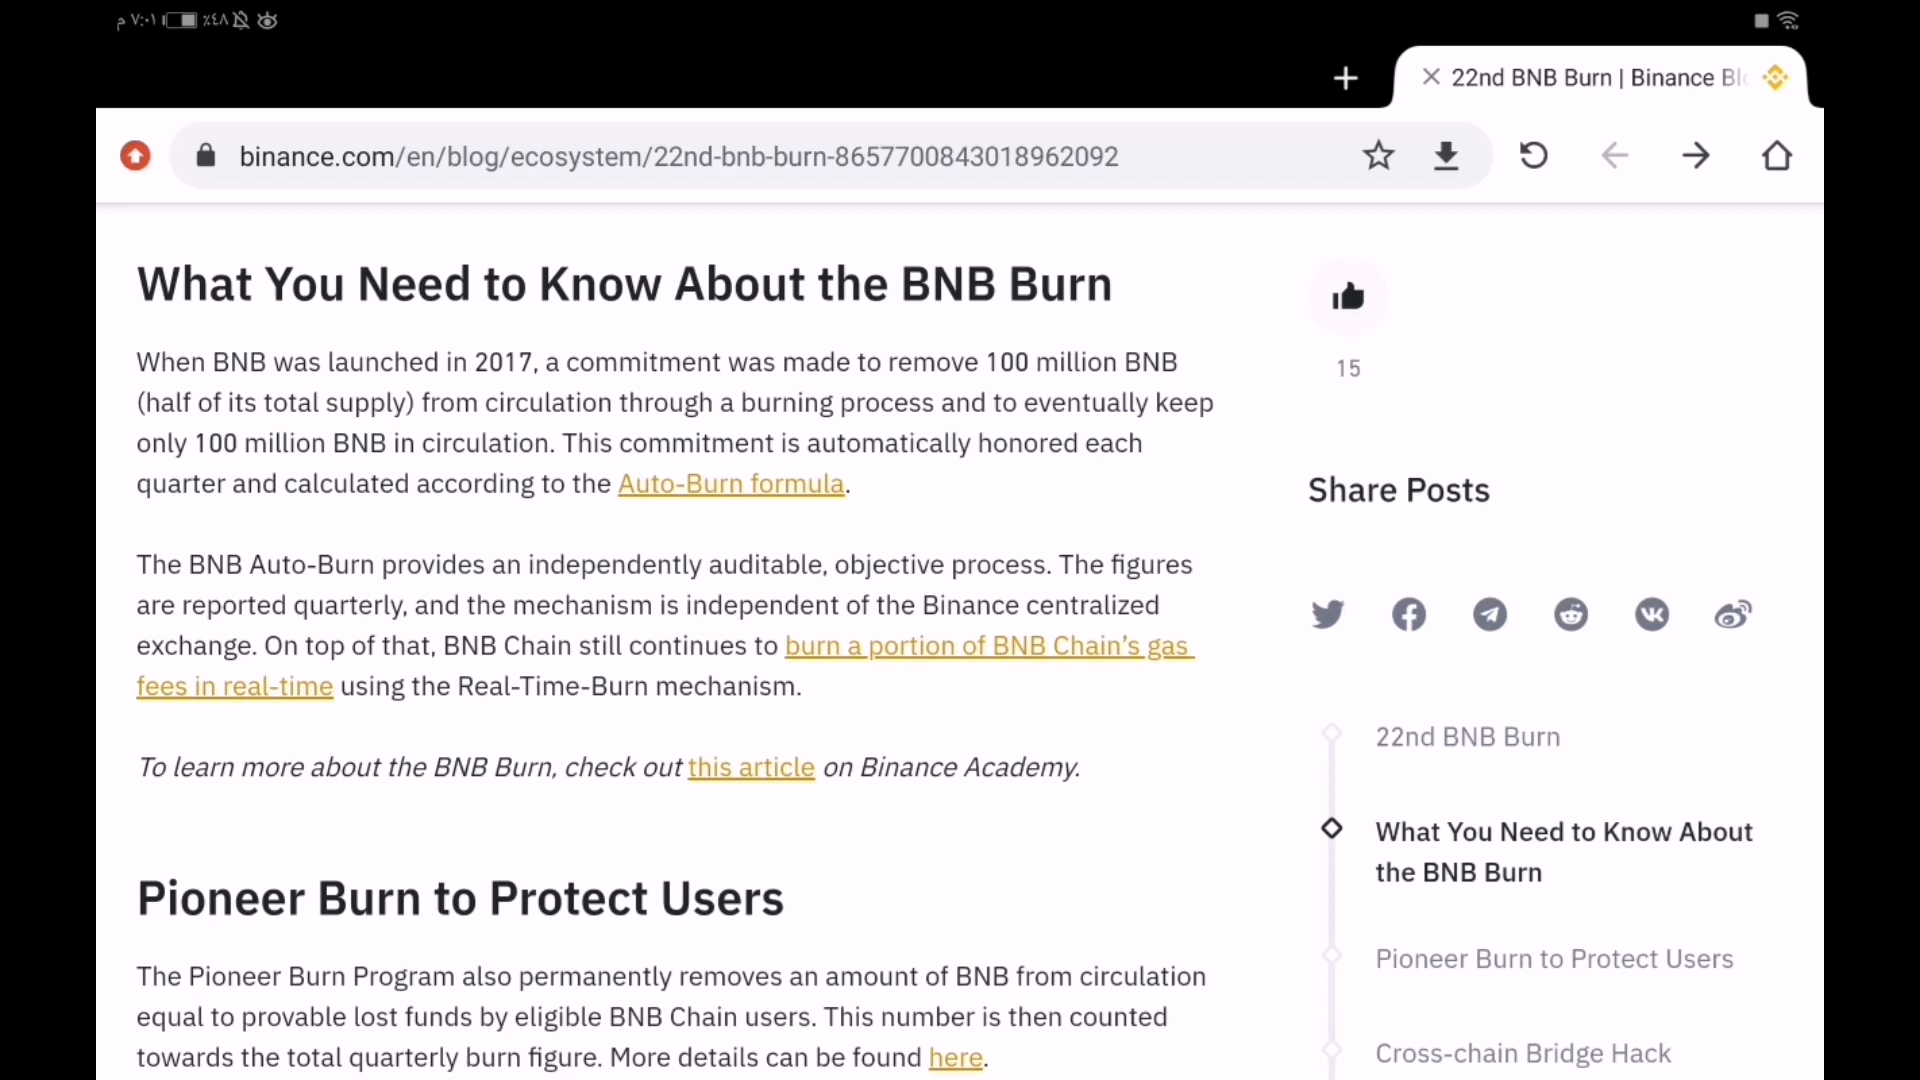 م ٧:٠١ ٪٤٨
22nd BNB Burn | Binance Blo
binance.com/en/blog/ecosystem/22nd-bnb-burn-8657700843018962092
What You Need to Know About the BNB Burn
When BNB was launched in 2017, a commitment was made to remove 100 million BNB
(half of its total supply) from circulation through a burning process and to eventually keep
only 100 million BNB in circulation. This commitment is automatically honored each
quarter and calculated according to the Auto-Burn formula.
The BNB Auto-Burn provides an independently auditable, objective process. The figures
are reported quarterly, and the mechanism is independent of the Binance centralized
exchange. On top of that, BNB Chain still continues to burn a portion of BNB Chain’s gas
fees in real-time using the Real-Time-Burn mechanism.
To learn more about the BNB Burn, check out this article on Binance Academy.
Pioneer Burn to Protect Users
The Pioneer Burn Program also permanently removes an amount of BNB from circulation
equal to provable lost funds by eligible BNB Chain users. This number is then counted
towards the total quarterly burn figure. More details can be found here.
15
Share Posts
22nd BNB Burn
What You Need to Know About
the BNB Burn
Pioneer Burn to Protect Users
Cross-chain Bridge Hack